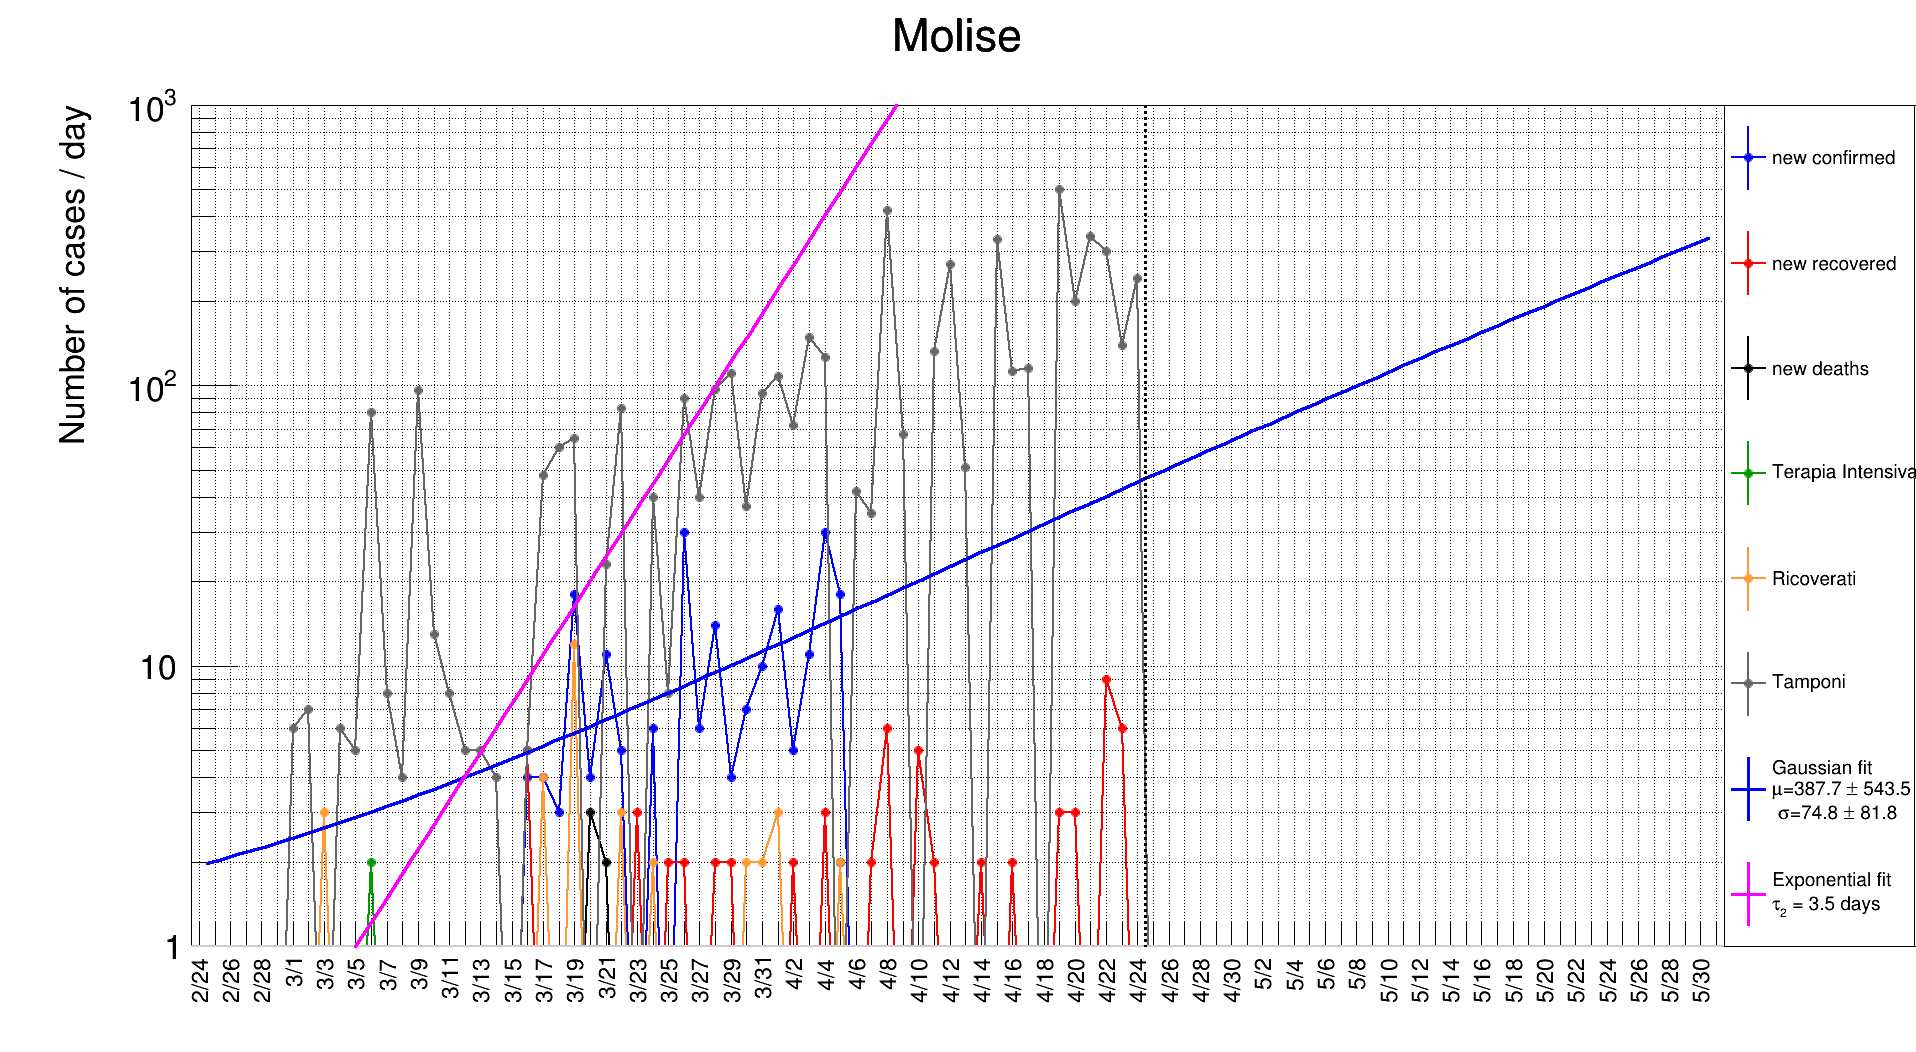 Molise
Number of cases / day
10³
10²
10
1
2/24 2/26 2/28 3/1 3/3 3/5 3/7 3/9 3/11 3/13 3/15 3/17 3/19 3/21 3/23 3/25 3/27 3/29 3/31 4/2 4/4 4/6 4/8 4/10 4/12 4/14 4/16 4/18 4/20 4/22 4/24 4/26 4/28 4/30 5/2 5/4 5/6 5/8 5/10 5/12 5/14 5/16 5/18 5/20 5/22 5/24 5/26 5/28 5/30
new confirmed
new recovered
new deaths
Terapia Intensiva
Ricoverati
Tamponi
Gaussian fit
μ=387.7 ± 543.5
σ=74.8 ± 81.8
Exponential fit
τ₂ = 3.5 days